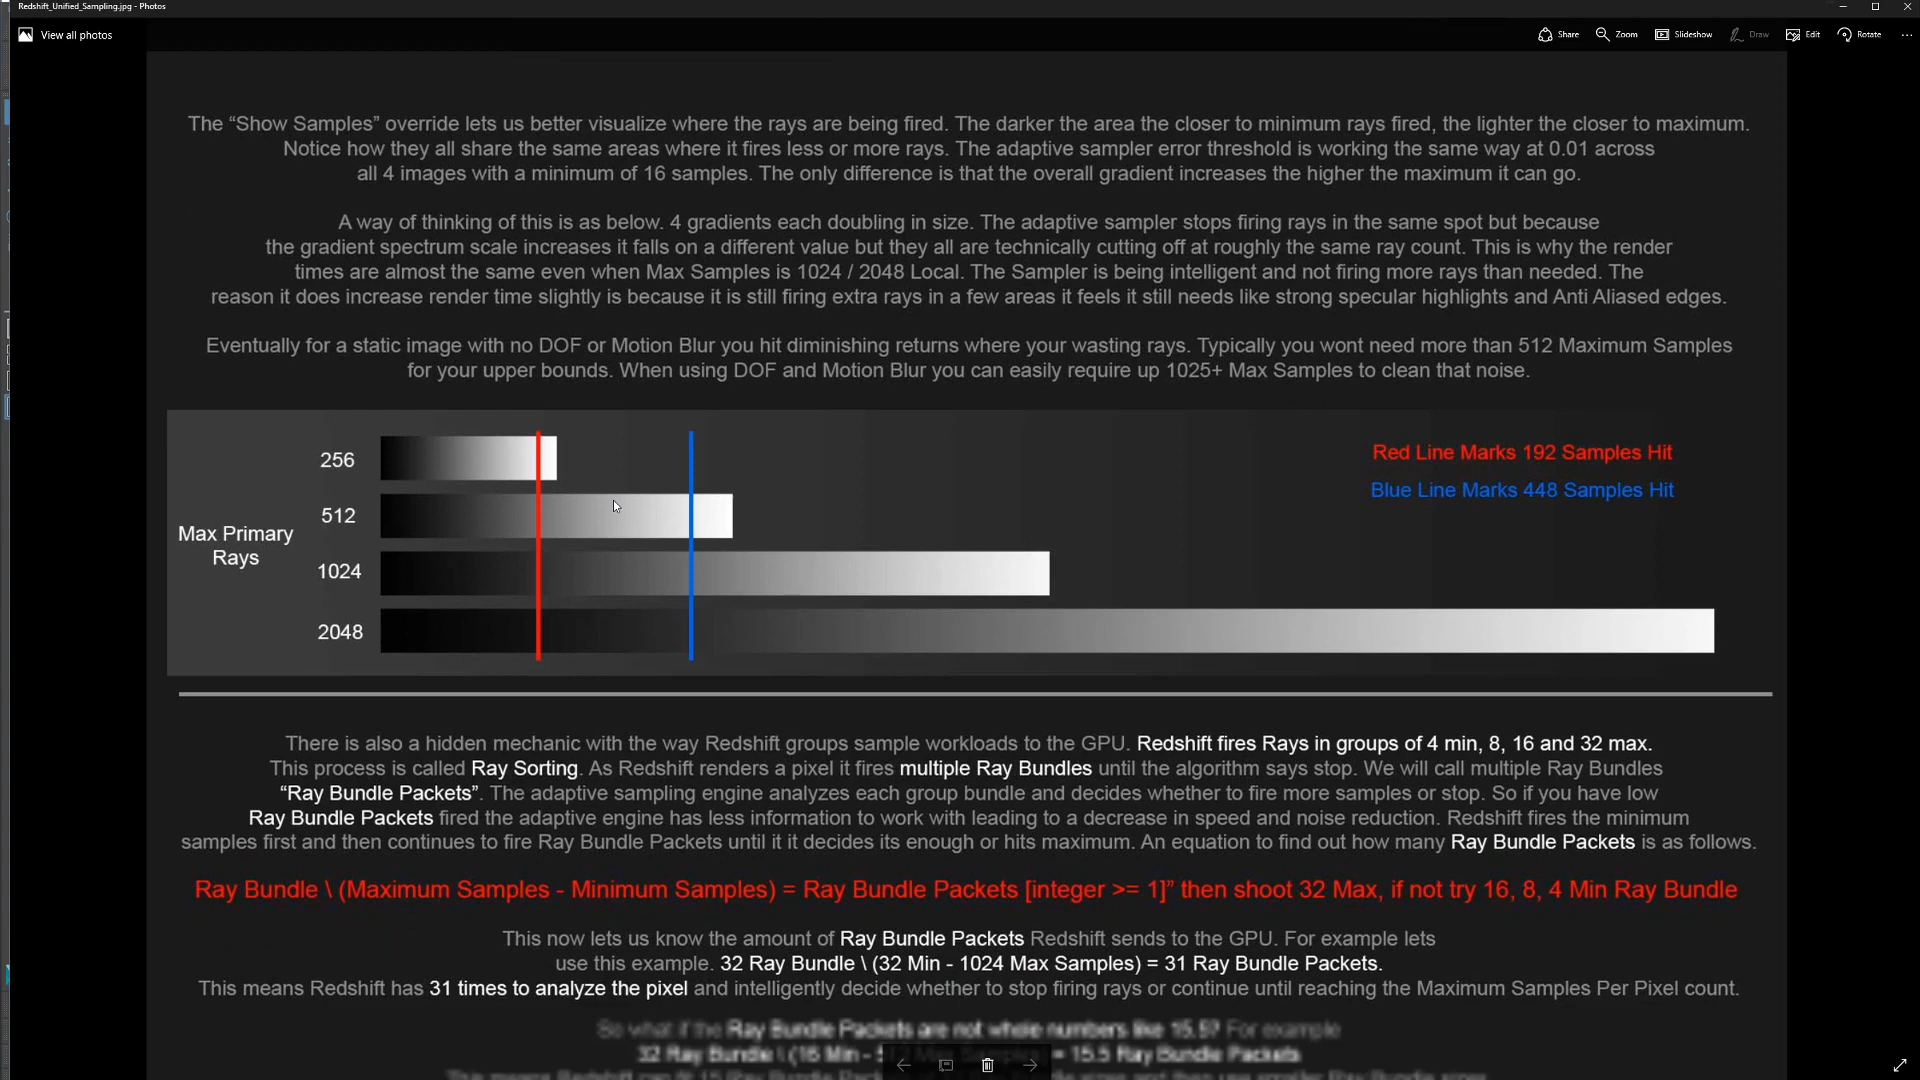 Redshift_Unified_Sampling.jpg - Photos
View all photos
Share
Zoom
Slideshow
Draw
Edit
Rotate
The “Show Samples” override lets us better visualize where the rays are being fired. The darker the area the closer to minimum rays fired, the lighter the closer to maximum.
Notice how they all share the same areas where it fires less or more rays. The adaptive sampler error threshold is working the same way at 0.01 across
all 4 images with a minimum of 16 samples. The only difference is that the overall gradient increases the higher the maximum it can go.
A way of thinking of this is as below. 4 gradients each doubling in size. The adaptive sampler stops firing rays in the same spot but because
the gradient spectrum scale increases it falls on a different value but they all are technically cutting off at roughly the same ray count. This is why the render
times are almost the same even when Max Samples is 1024 / 2048 Local. The Sampler is being intelligent and not firing more rays than needed. The
reason it does increase render time slightly is because it is still firing extra rays in a few areas it feels it still needs like strong specular highlights and Anti Aliased edges.
Eventually for a static image with no DOF or Motion Blur you hit diminishing returns where your wasting rays. Typically you wont need more than 512 Maximum Samples
for your upper bounds. When using DOF and Motion Blur you can easily require up 1025+ Max Samples to clean that noise.
Max Primary
Rays
256
512
1024
2048
Red Line Marks 192 Samples Hit
Blue Line Marks 448 Samples Hit
There is also a hidden mechanic with the way Redshift groups sample workloads to the GPU. Redshift fires Rays in groups of 4 min, 8, 16 and 32 max.
This process is called Ray Sorting. As Redshift renders a pixel it fires multiple Ray Bundles until the algorithm says stop. We will call multiple Ray Bundles
“Ray Bundle Packets”. The adaptive sampling engine analyzes each group bundle and decides whether to fire more samples or stop. So if you have low
Ray Bundle Packets fired the adaptive engine has less information to work with leading to a decrease in speed and noise reduction. Redshift fires the minimum
samples first and then continues to fire Ray Bundle Packets until it it decides its enough or hits maximum. An equation to find out how many Ray Bundle Packets is as follows.
Ray Bundle \ (Maximum Samples - Minimum Samples) = Ray Bundle Packets [integer >= 1]” then shoot 32 Max, if not try 16, 8, 4 Min Ray Bundle
This now lets us know the amount of Ray Bundle Packets Redshift sends to the GPU. For example lets
use this example. 32 Ray Bundle \ (32 Min - 1024 Max Samples) = 31 Ray Bundle Packets.
This means Redshift has 31 times to analyze the pixel and intelligently decide whether to stop firing rays or continue until reaching the Maximum Samples Per Pixel count.
So what if the Ray Bundle Packets are not whole numbers like 15.5? For example
32 Ray Bundle \ (16 Min - = 15.5 Ray Bundle Packets